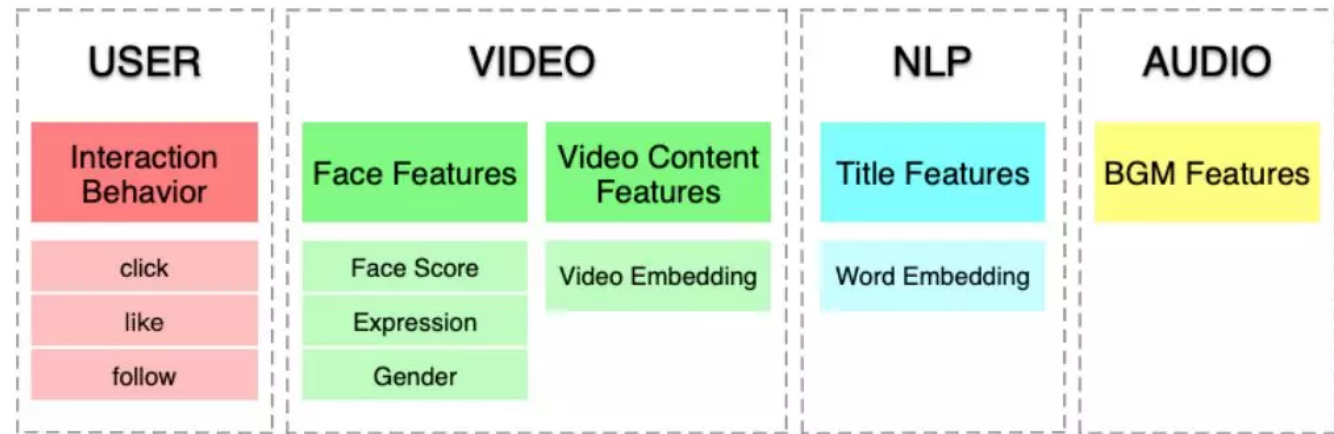 USER
Interaction
Behavior
click
like
follow
VIDEO
Face Features
Face Score
Expression
Gender
Video Content
Features
Video Embedding
NLP
Title Features
Word Embedding
AUDIO
BGM Features